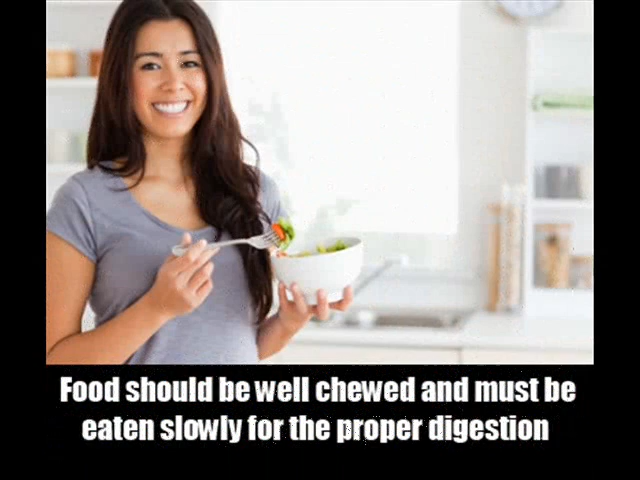 Food should be well chewed and must be
eaten slowly for the proper digestion